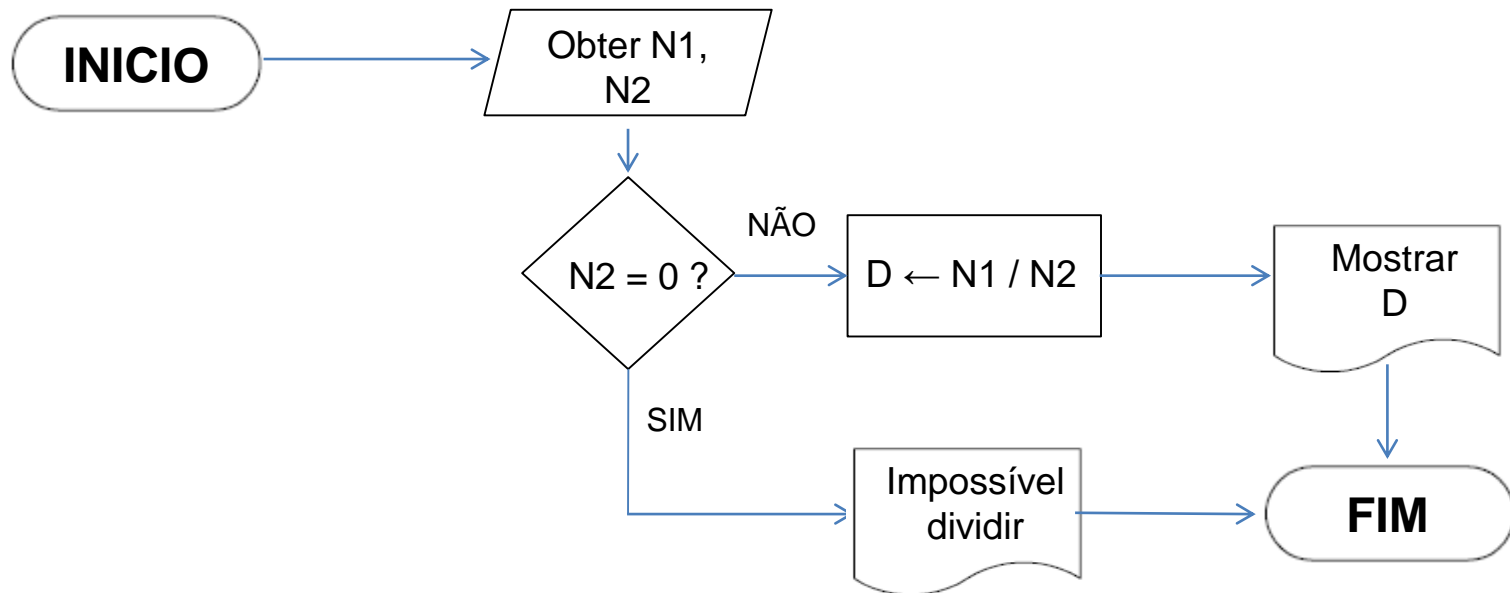 INICIO
Obter N1,
N2
N2 = 0 ?
NÃO
D ← N1 / N2
Mostrar
D
SIM
Impossível
dividir
FIM